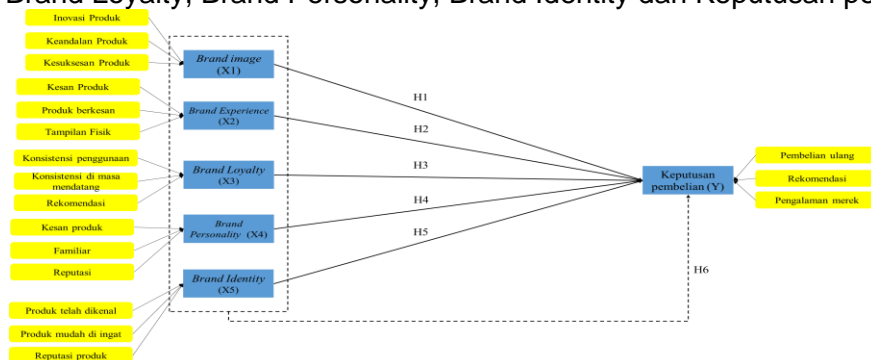 Brand Loyalty, Brand Personality, Brand Identity dan Keputusan pe
Inovasi Produk
Keandalan Produk
Kesuksesan Produk
Brand image
(X1)
Kesan Produk
Produk berkesan
Tampilan Fisik
Brand Experience
(X2)
Konsistensi penggunaan
Konsistensi di masa
mendatang
Rekomendasi
Brand Loyalty
(X3)
Kesan produk
Familiar
Reputasi
Brand
Personality (X4)
Produk telah dikenal
Produk mudah di ingat
Reputasi produk
Brand Identity
(X5)
H1
H2
H3
H4
H5
H6
Keputusan
pembelian (Y)
Pembelian ulang
Rekomendasi
Pengalaman merek